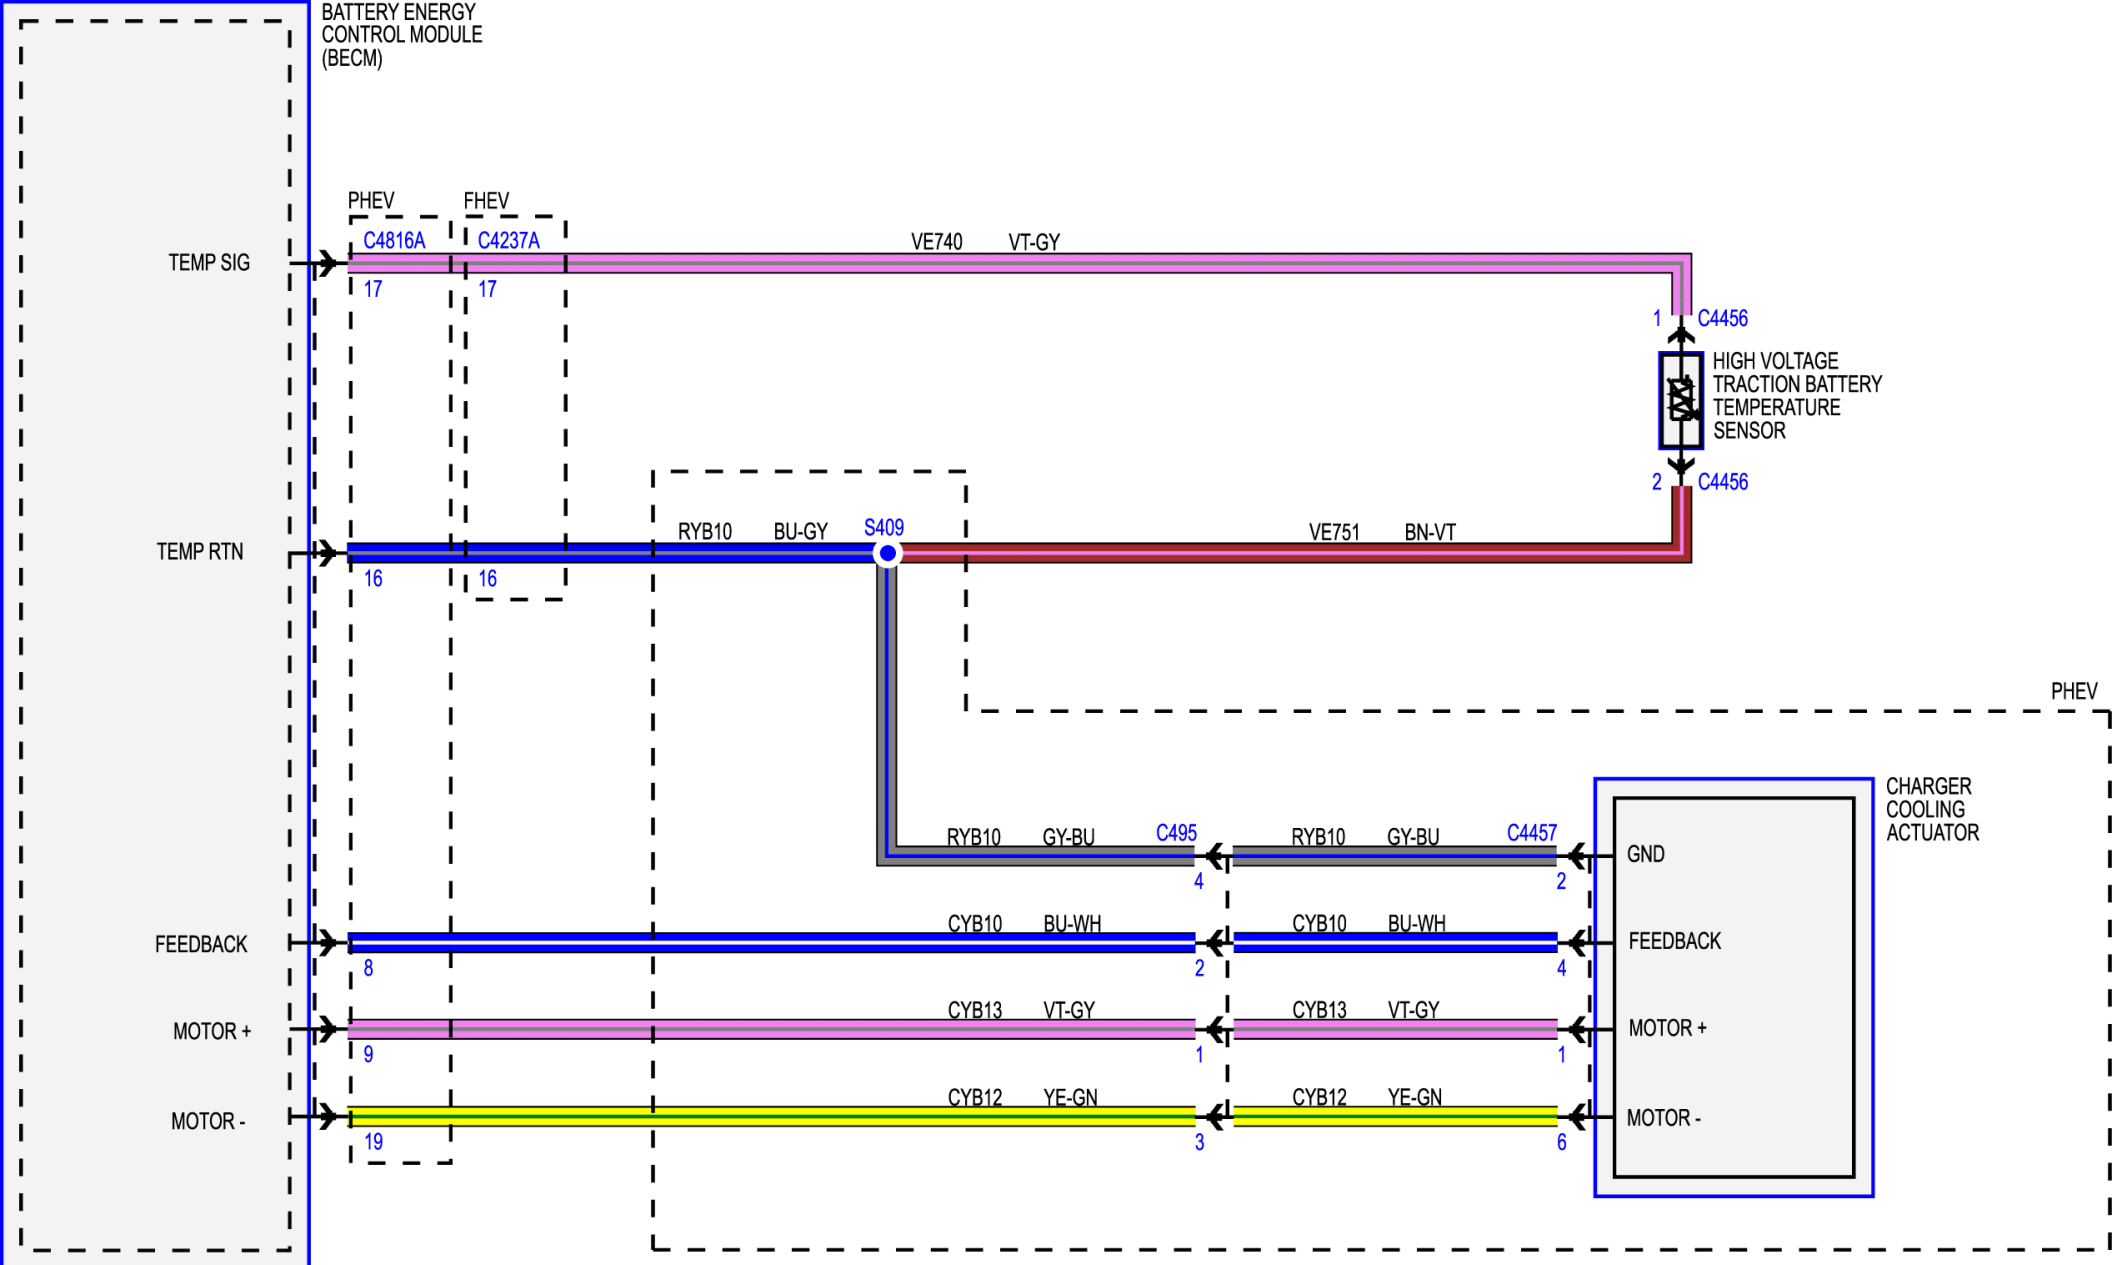 BATTERY ENERGY
CONTROL MODULE
(BECM)
PHEV
FHEV
C4816A
C4237A
VE740
VT-GY
TEMP SIG
17
17
1
C4456
HIGH VOLTAGE
TRACTION BATTERY
TEMPERATURE
SENSOR
2
C4456
RYB10
BU-GY
S409
VE751
BN-VT
TEMP RTN
16
16
PHEV
CHARGER
COOLING
ACTUATOR
RYB10
GY-BU
C495
RYB10
GY-BU
C4457
GND
4
2
CYB10
BU-WH
CYB10
BU-WH
FEEDBACK
FEEDBACK
8
2
4
CYB13
VT-GY
CYB13
VT-GY
MOTOR +
MOTOR +
9
1
1
CYB12
YE-GN
CYB12
YE-GN
MOTOR -
MOTOR -
19
3
6